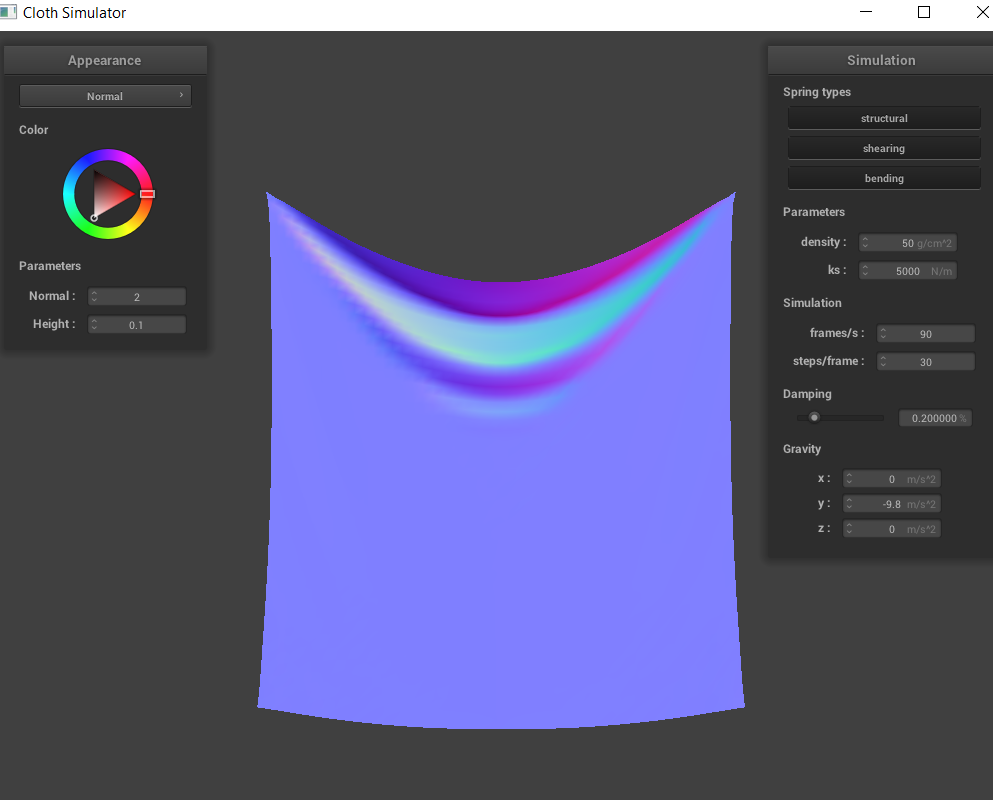 Cloth Simulator
Appearance
Normal
Color
Parameters
Normal : 2
Height : 0.1
Simulation
Spring types
structural
shearing
bending
Parameters
density : 50 g/cm^2
ks : 5000 N/m
Simulation
frames/s : 90
steps/frame : 30
Damping
0.200000 %
Gravity
x : 0 m/s^2
y : -9.8 m/s^2
z : 0 m/s^2